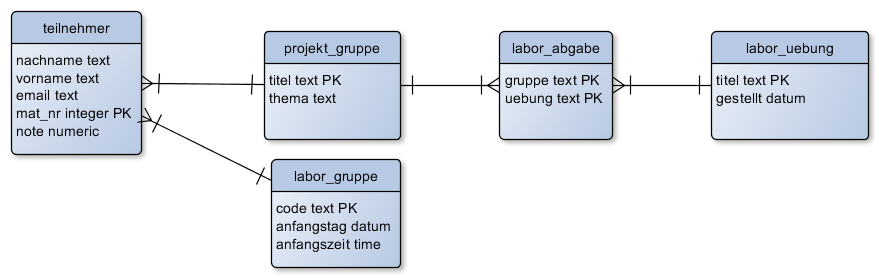 teilnehmer
nachname text
vorname text
email text
mat_nr integer PK
note numeric
projekt_gruppe
titel text PK
thema text
labor_abgabe
gruppe text PK
uebung text PK
labor_uebung
titel text PK
gestellt datum
labor_gruppe
code text PK
anfangstag datum
anfangszeit time